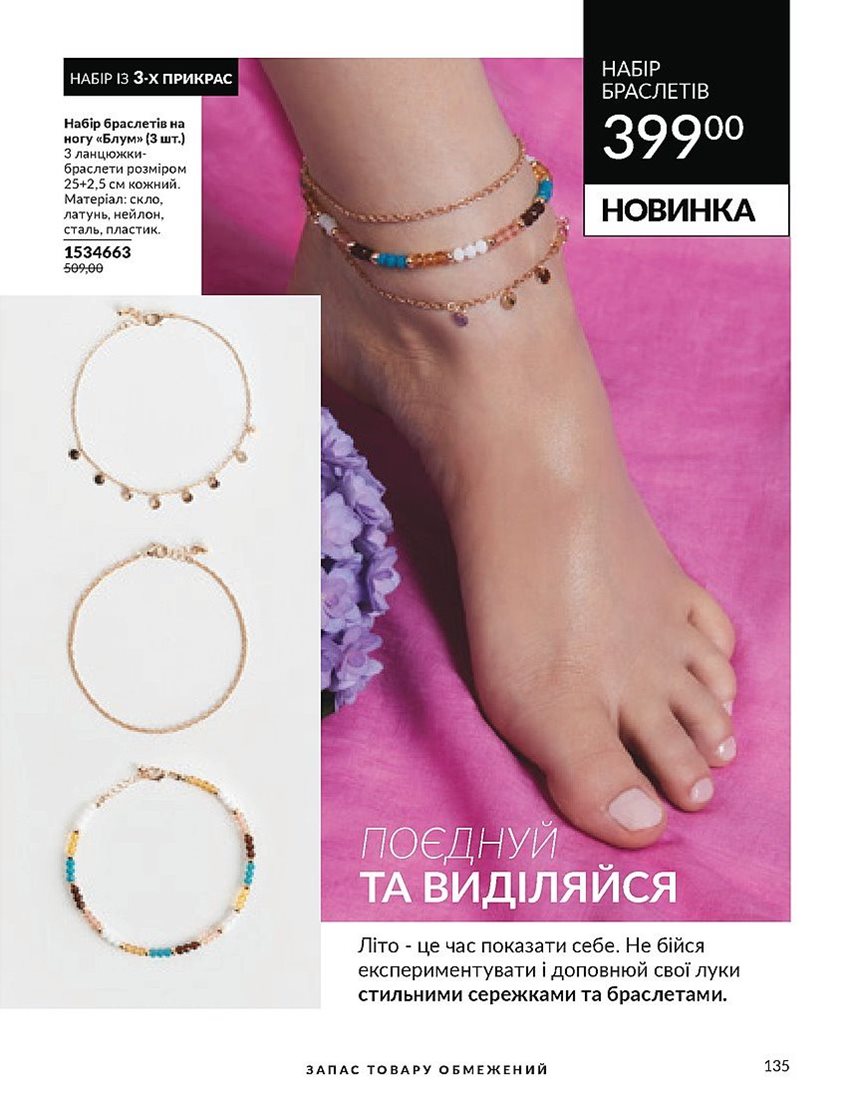 НАБІР ІЗ 3-Х ПРИКРАС
Набір браслетів на
ногу «Блум» (3 шт.)
3 ланцюжки-
браслети розміром
25+2,5 см кожний.
Матеріал: скло,
латунь, нейлон,
сталь, пластик.
1534663
509,00
НАБІР
БРАСЛЕТІВ
399⁰⁰
НОВИНКА
ПОЄДНУЙ
ТА ВИДІЛЯЙСЯ
Літо - це час показати себе. Не бійся
експериментувати і доповнюй свої луки
стильними сережками та браслетами.
ЗАПАС ТОВАРУ ОБМЕЖЕНИЙ
135